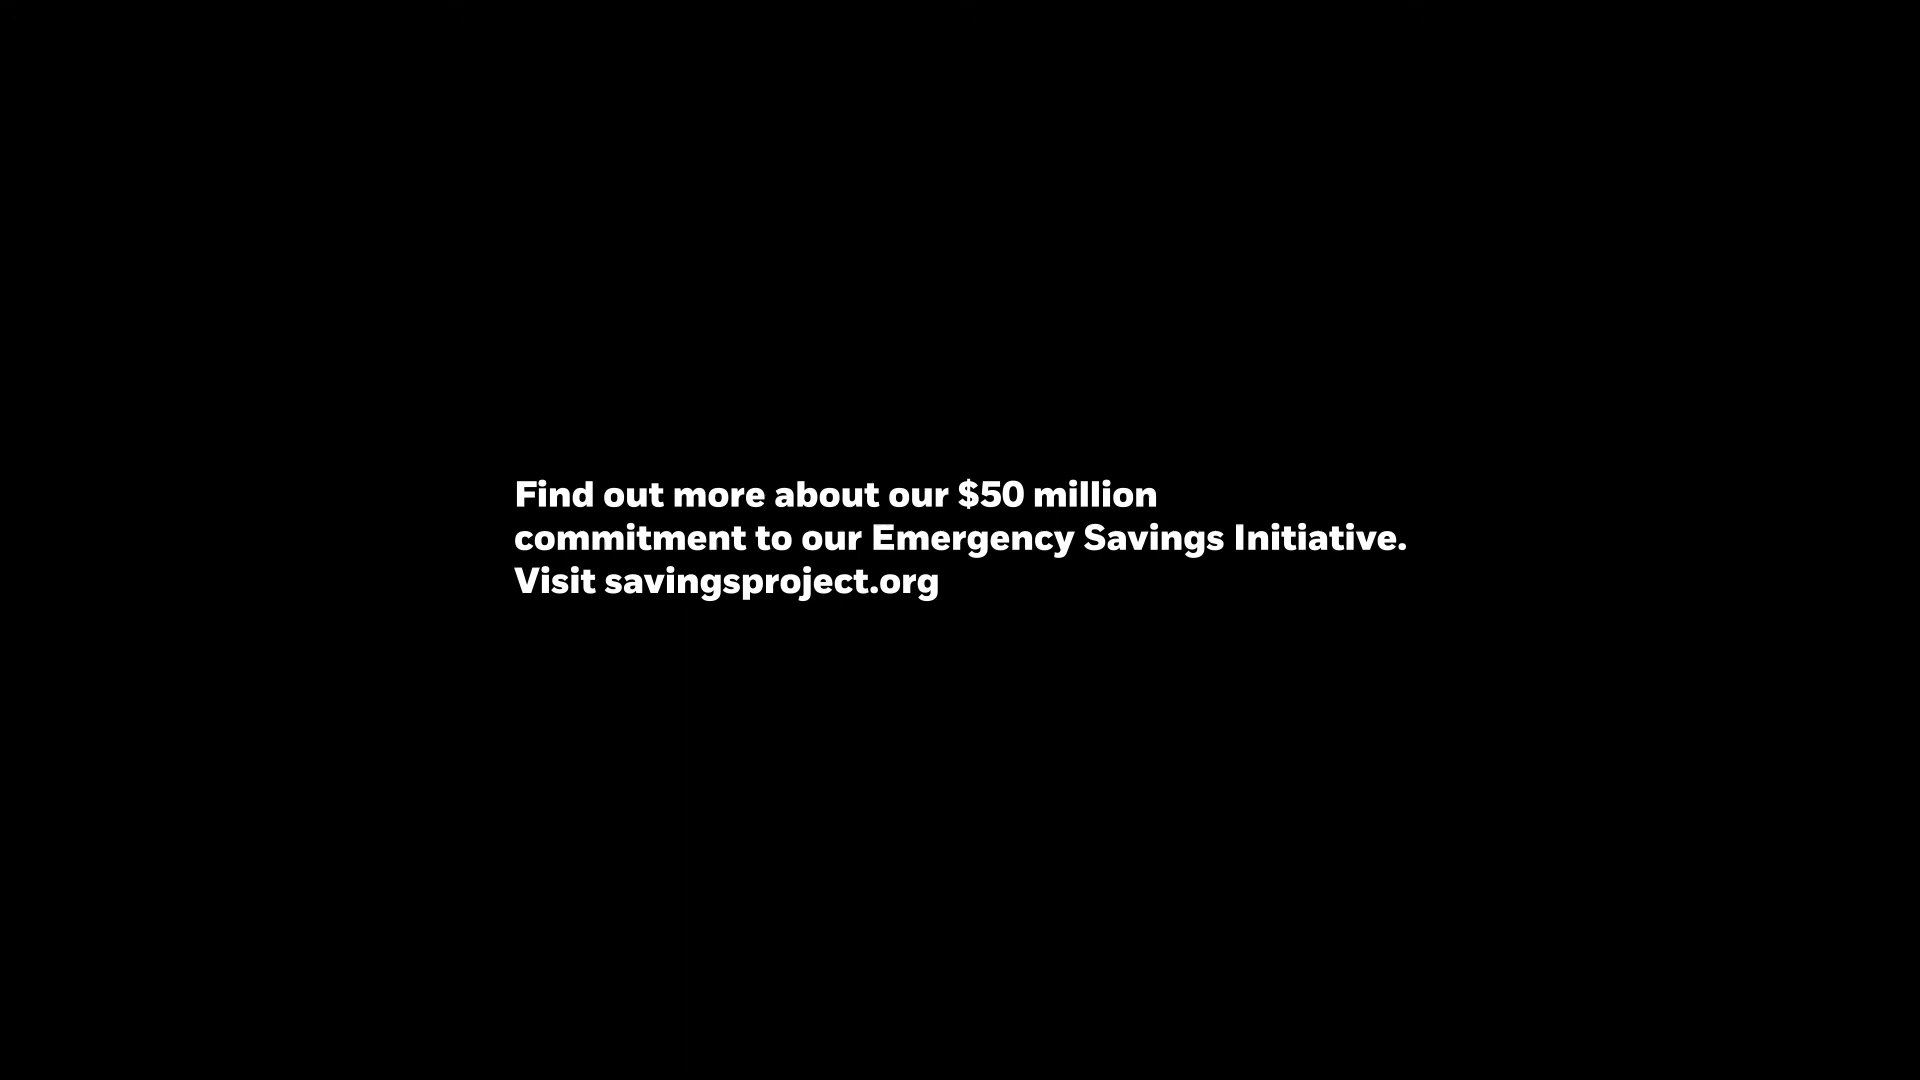 Find out more about our $50 million
commitment to our Emergency Savings Initiative.
Visit savingsproject.org